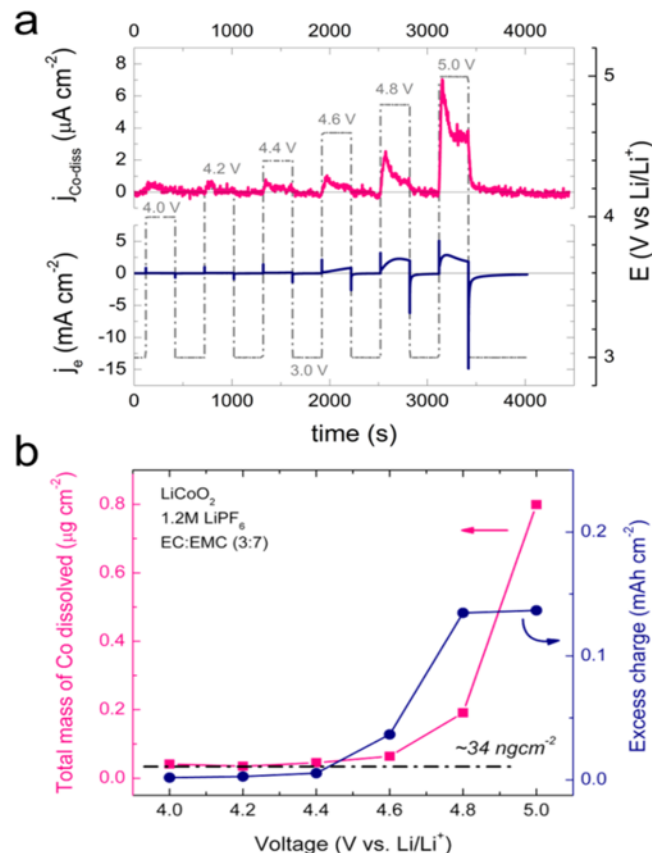 a
0 1000 2000 3000 4000
8
6
4
2
0
j Co-diss (μA cm⁻²)
4.0 V
4.2 V
4.4 V
4.6 V
4.8 V
5.0 V
5
4
3
E (V vs Li/Li⁺)
5
0
-5
-10
-15
jₑ (mA cm⁻²)
3.0 V
0 1000 2000 3000 4000
time (s)
b
LiCoO₂
1.2M LiPF₆
EC:EMC (3:7)
0.8
0.6
0.4
0.2
0.0
Total mass of Co dissolved (μg cm⁻²)
0.2
0.1
0.0
Excess charge (mAh cm⁻²)
~34 ngcm⁻²
4.0 4.2 4.4 4.6 4.8 5.0
Voltage (V vs. Li/Li⁺)